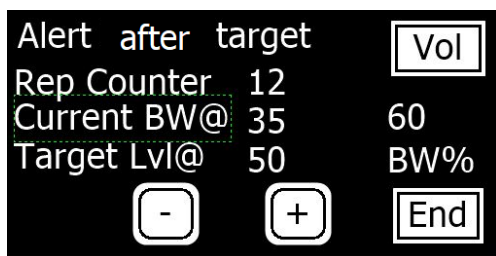 Alert after target Vol
Rep Counter 12
Current BW@ 35 60
Target Lvl@ 50 BW%
- + End